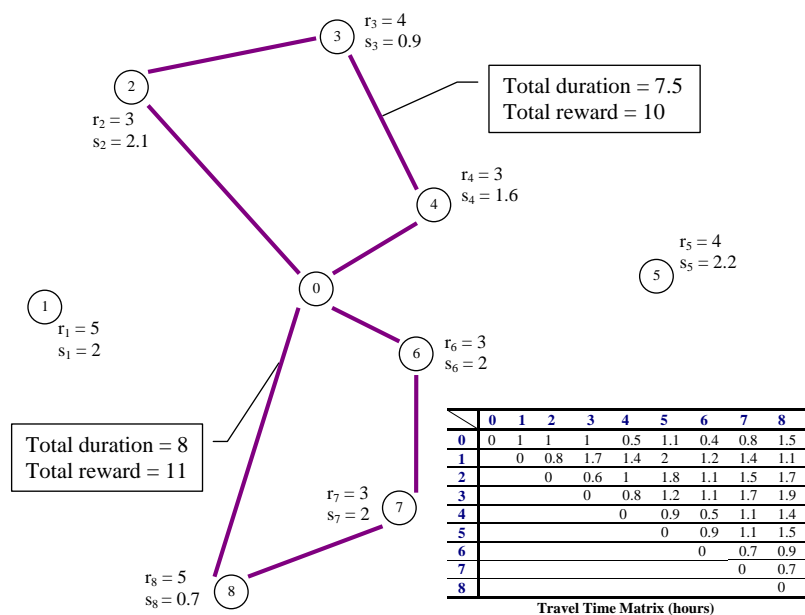 r3 = 4
s3 = 0.9
3
2
r2 = 3
s2 = 2.1
Total duration = 7.5
Total reward = 10
r4 = 3
s4 = 1.6
4
r5 = 4
s5 = 2.2
5
0
1
r1 = 5
s1 = 2
r6 = 3
s6 = 2
6
Total duration = 8
Total reward = 11
r7 = 3
s7 = 2
7
r8 = 5
s8 = 0.7
8
0 1 2 3 4 5 6 7 8
0 0 1 1 1 0.5 1.1 0.4 0.8 1.5
1 0 0.8 1.7 1.4 2 1.2 1.4 1.1
2 0 0.6 1 1.8 1.1 1.5 1.7
3 0 0.8 1.2 1.1 1.7 1.9
4 0 0.9 0.5 1.1 1.4
5 0 0.9 1.1 1.5
6 0 0.7 0.9
7 0 0.7
8 0
Travel Time Matrix (hours)